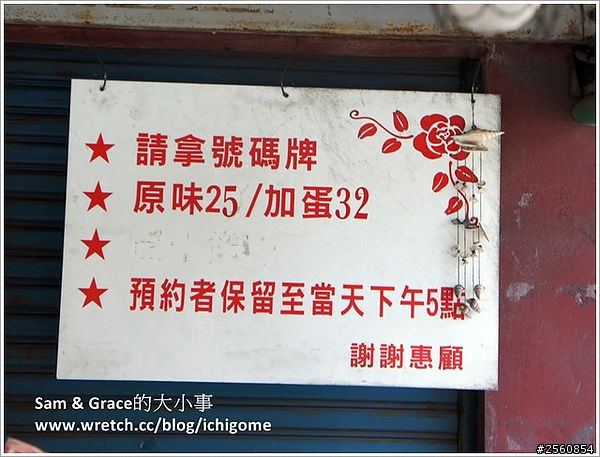 ★ 請拿號碼牌
★ 原味25/加蛋32
★
★ 預約者保留至當天下午5點
謝謝惠顧
Sam & Grace的大小事
www.wretch.cc/blog/ichigome
#2560854